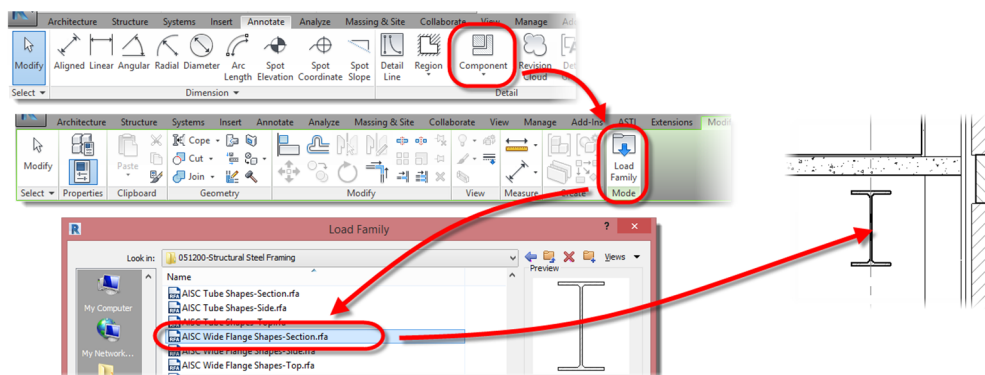 Architecture Structure Systems Insert Annotate Analyze Massing & Site Collaborate View Manage Ad
Modify Aligned Linear Angular Radial Diameter Arc Length Spot Elevation Spot Coordinate Spot Slope Detail Line Region Component Revision Cloud De
Select Dimension Detail
Architecture Structure Systems Insert Annotate Analyze Massing & Site Collaborate View Manage Add-Ins ASTI Extensions Modif
Cope
Modify Paste Cut Load Family
Join
Select Properties Clipboard Geometry Modify View Measure Create Mode
R Load Family ?
Look in: 051200-Structural Steel Framing Views
Name Preview
AISC Tube Shapes-Section.rfa
My Computer AISC Tube Shapes-Side.rfa
AISC Tube Shapes-Top.rfa
AISC Wide Flange Shapes-Section.rfa
My Network... AISC Wide Flange Shapes-Side.rfa
AISC Wide Flange Shapes-Top.rfa